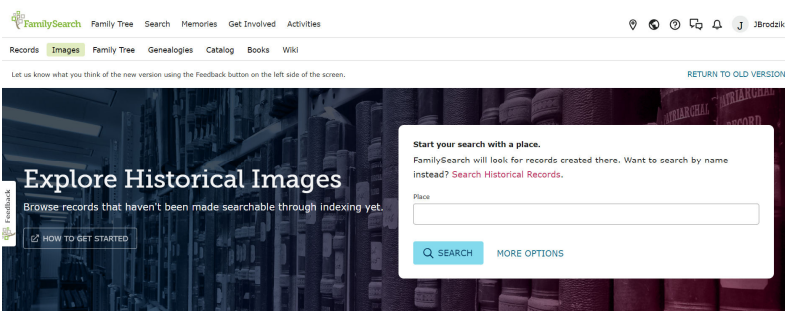 FamilySearch Family Tree Search Memories Get Involved Activities J JBrodzik
Records Images Family Tree Genealogies Catalog Books Wiki
Let us know what you think of the new version using the Feedback button on the left side of the screen. RETURN TO OLD VERSION
PATRIARCHAL
PATRIARCHAL
RECORD
Start your search with a place.
FamilySearch will look for records created there. Want to search by name
instead? Search Historical Records.
Explore Historical Images
Browse records that haven't been made searchable through indexing yet.
HOW TO GET STARTED
Feedback
Place
SEARCH MORE OPTIONS